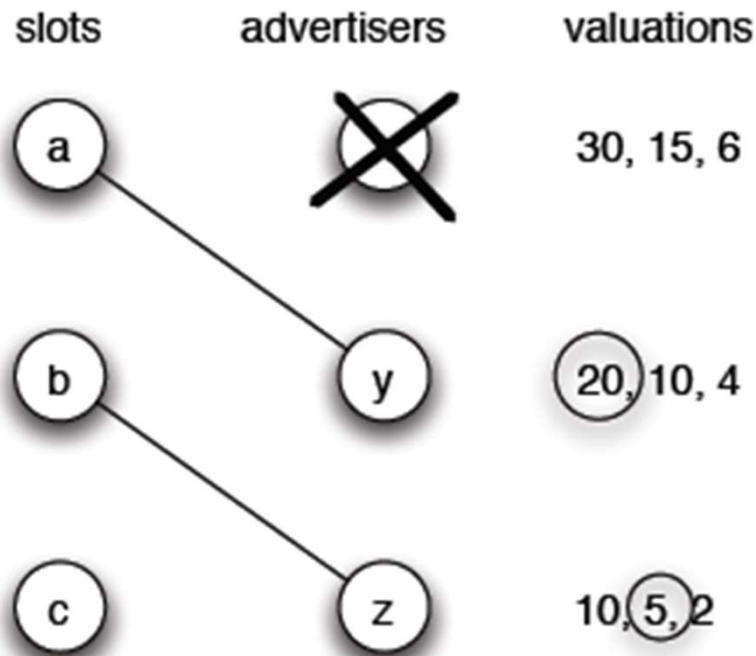 slots advertisers valuations
a 30, 15, 6
b y 20, 10, 4
c z 10, 5, 2